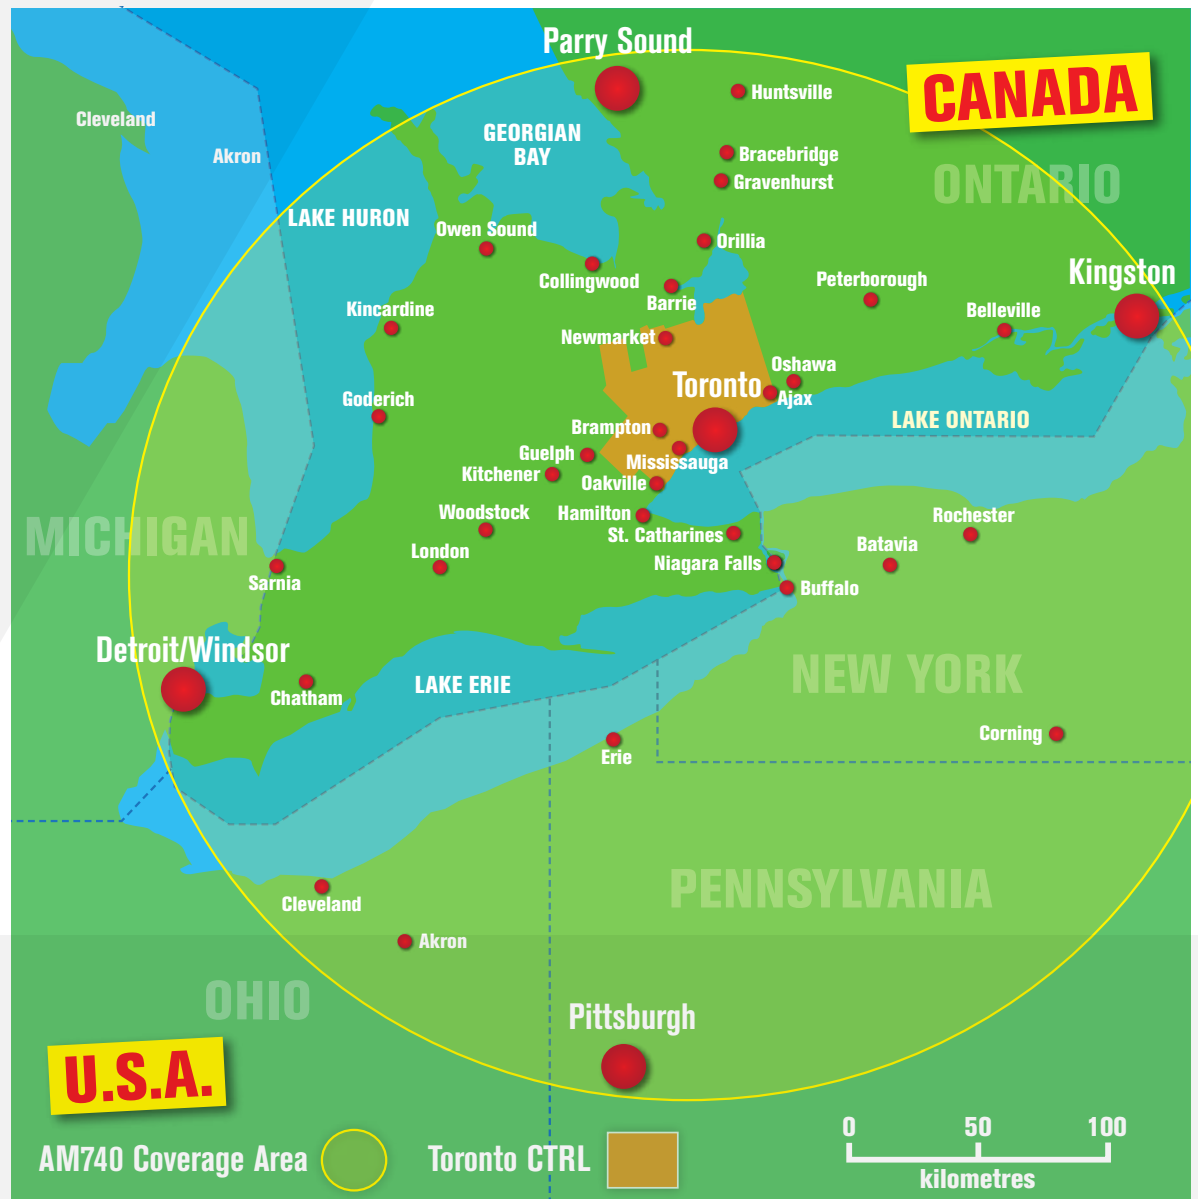 Parry Sound
CANADA
Huntsville
Cleveland
GEORGIAN
BAY
Akron
Bracebridge
Gravenhurst
ONTARIO
LAKE HURON
Owen Sound
Orillia
Collingwood
Barrie
Peterborough
Kingston
Kincardine
Newmarket
Belleville
Oshawa
Toronto
Ajax
Goderich
LAKE ONTARIO
Brampton
Guelph
Mississauga
Kitchener
Oakville
Woodstock
Hamilton
Rochester
MICHIGAN
St. Catharines
London
Batavia
Niagara Falls
Sarnia
Buffalo
Detroit/Windsor
LAKE ERIE
Chatham
NEW YORK
Corning
Erie
PENNSYLVANIA
Cleveland
Akron
OHIO
Pittsburgh
U.S.A.
AM740 Coverage Area
Toronto CTRL
0 50 100
kilometres